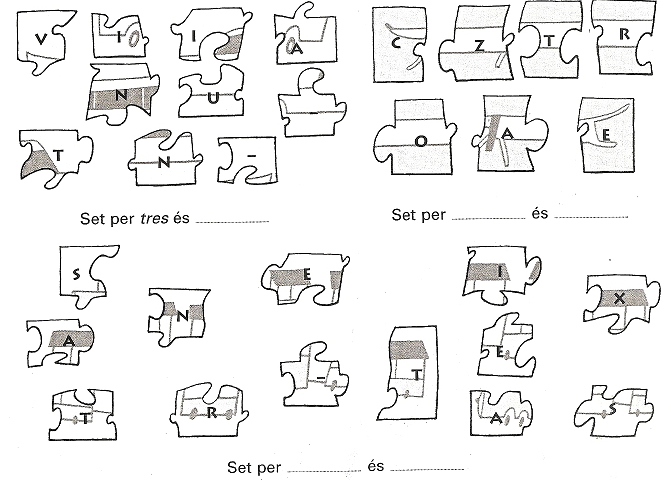 V I I A
N U
T N -
C Z T R
O A E
Set per tres és
Set per és
S E I
N X
A E
- T
T R A S
Set per és